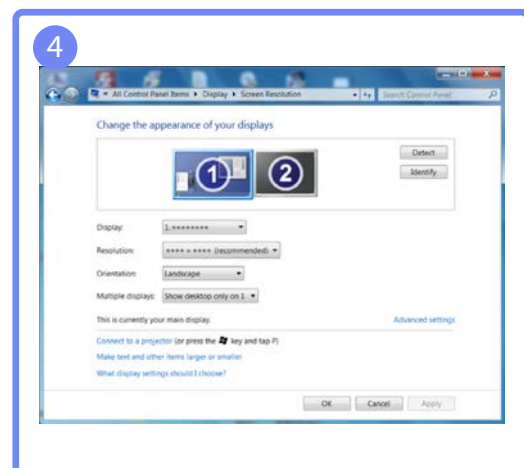 4
All Control Panel Items ▸ Display ▸ Screen Resolution
Search Control Panel
Change the appearance of your displays
1 2
Detect
Identify
Display: 1. ********
Resolution: **** × **** (recommended)
Orientation: Landscape
Multiple displays: Show desktop only on 1
This is currently your main display.
Advanced settings
Connect to a projector (or press the key and tap P)
Make text and other items larger or smaller
What display settings should I choose?
OK Cancel Apply